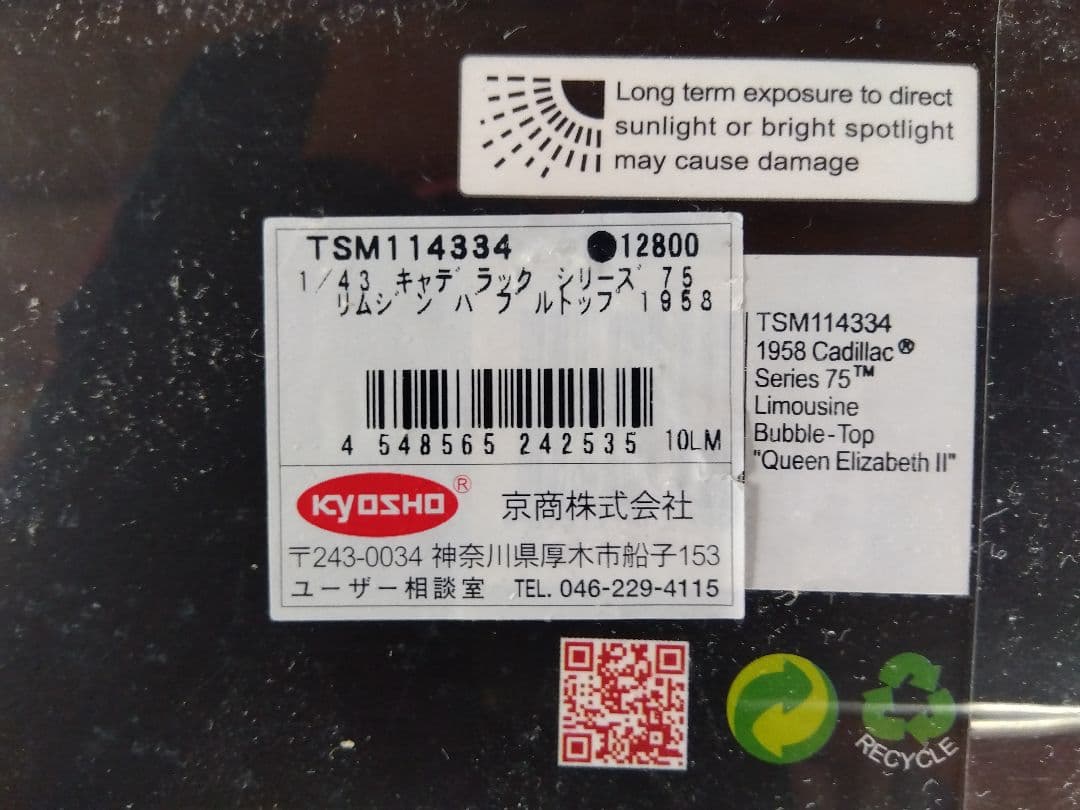 Long term exposure to direct
sunlight or bright spotlight
may cause damage
TSM114334 ●12800
1/43 キャデラック シリーズ 75
リムジンバブルトップ 1958
4 548565 242535 10LM
KYOSHO® 京商株式会社
〒243-0034 神奈川県厚木市船子153
ユーザー相談室 TEL. 046-229-4115
TSM114334
1958 Cadillac®
Series 75™
Limousine
Bubble-Top
"Queen Elizabeth II"
RECYCLE